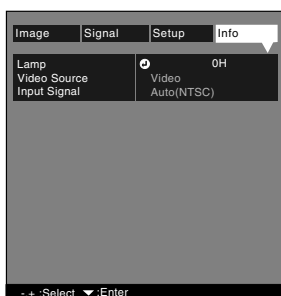 Image Signal Setup Info
Lamp 0H
Video Source Video
Input Signal Auto(NTSC)
- + :Select :Enter